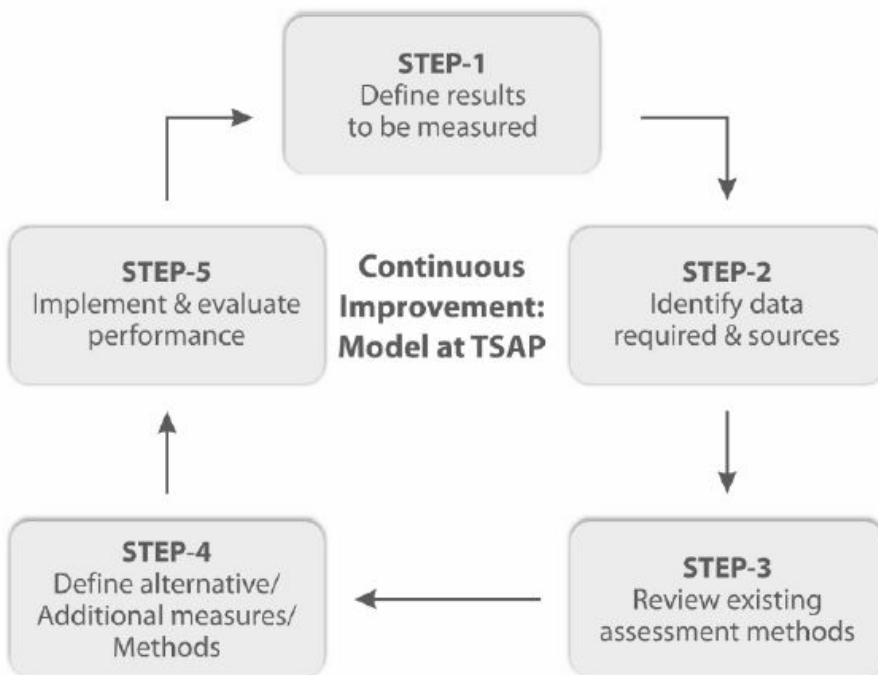 STEP-1
Define results
to be measured
STEP-5
Implement & evaluate
performance
Continuous
Improvement:
Model at TSAP
STEP-2
Identify data
required & sources
STEP-4
Define alternative/
Additional measures/
Methods
STEP-3
Review existing
assessment methods